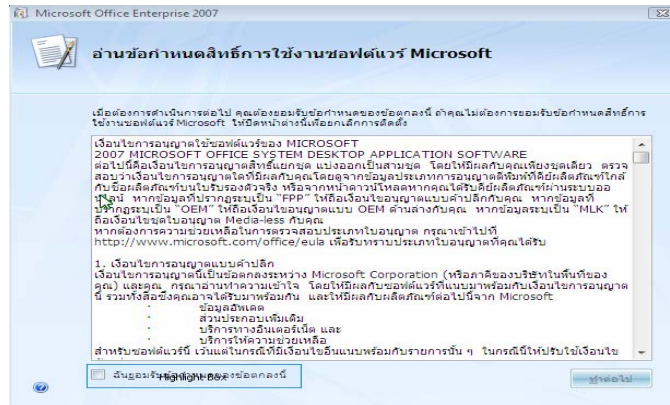 Microsoft Office Enterprise 2007
อ่านข้อกำหนดสิทธิ์การใช้งานซอฟต์แวร์ Microsoft
เมื่อต้องการดำเนินการต่อไป คุณต้องยอมรับข้อกำหนดของข้อตกลงนี้ ถ้าคุณไม่ต้องการยอมรับข้อกำหนดสิทธิ์การ
ใช้งานซอฟต์แวร์ Microsoft ให้ปิดหน้าต่างนี้เพื่อยกเลิกการติดตั้ง
เงื่อนไขการอนุญาตใช้ซอฟต์แวร์ของ MICROSOFT
2007 MICROSOFT OFFICE SYSTEM DESKTOP APPLICATION SOFTWARE
ต่อไปนี้คือเงื่อนไขการอนุญาตสิทธิ์แยกชุด แบ่งออกเป็นสามชุด โดยให้มีผลกับคุณเพียงชุดเดียว ตรวจ
สอบว่าเงื่อนไขการอนุญาตใดที่มีผลกับคุณโดยดูจากข้อมูลประเภทการอนุญาตที่พิมพ์ที่คีย์ผลิตภัณฑ์ใกล้
กับชื่อผลิตภัณฑ์บนใบรับรองตัวจริง หรือจากหน้าดาวน์โหลดหากคุณได้รับคีย์ผลิตภัณฑ์ผ่านระบบออ
นไลน์ หากข้อมูลที่ปรากฏระบุเป็น "FPP" ให้ถือเงื่อนไขอนุญาตแบบค้าปลีกกับคุณ หากข้อมูลที่
ปรากฏระบุเป็น "OEM" ให้ถือเงื่อนไขอนุญาตแบบ OEM ด้านล่างกับคุณ หากคุณระบุเป็น "MLK" ให้
ถือเงื่อนไขชุดใบอนุญาต Media-less กับคุณ
หากต้องการความช่วยเหลือในการตรวจสอบประเภทใบอนุญาต กรุณาเข้าไปที่
http://www.microsoft.com/office/eula เพื่อรับทราบประเภทใบอนุญาตที่คุณได้รับ
1. เงื่อนไขการอนุญาตแบบค้าปลีก
เงื่อนไขการอนุญาตนี้เป็นข้อตกลงระหว่าง Microsoft Corporation (หรือภาคีของบริษัทในพื้นที่ของ
คุณ) และคุณ กรุณาอ่านทำความเข้าใจ โดยให้มีผลกับซอฟต์แวร์ที่แนบมาพร้อมกับเงื่อนไขการอนุญาต
นี้ รวมทั้งสื่อซึ่งคุณอาจได้รับมาพร้อมกัน และให้มีผลกับผลิตภัณฑ์ต่อไปนี้จาก Microsoft
· ข้อมูลอัพเดต
· ส่วนประกอบเพิ่มเติม
· บริการทางอินเตอร์เน็ต และ
· บริการให้ความช่วยเหลือ
สำหรับซอฟต์แวร์นี้ เว้นแต่ในกรณีที่มีเงื่อนไขอื่นแนบพร้อมกับรายการนั้น ๆ ในกรณีนี้ให้ปรับใช้เงื่อนไข
ฉันยอมรับข้อกำหนดของข้อตกลงนี้
Highlight Box
ทำต่อไป